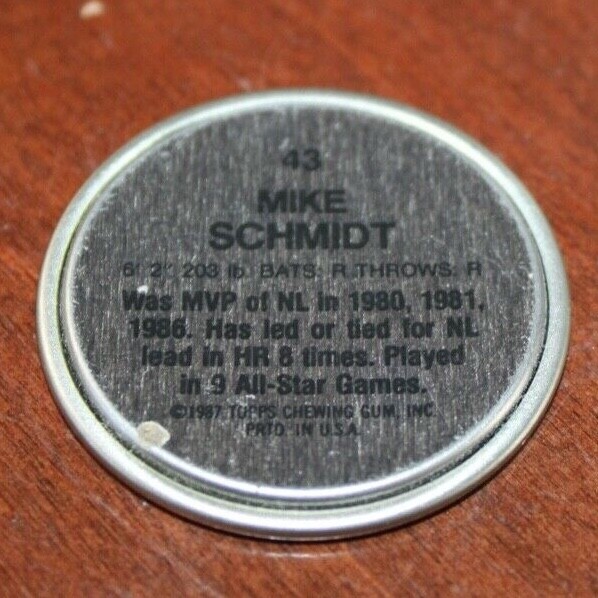 43
MIKE
SCHMIDT
6' 2" 203 lb. BATS: R THROWS: R
Was MVP of NL in 1980, 1981,
1986. Has led or tied for NL
lead in HR 8 times. Played
in 9 All-Star Games.
©1987 TOPPS CHEWING GUM, INC.
PRTD. IN U.S.A.